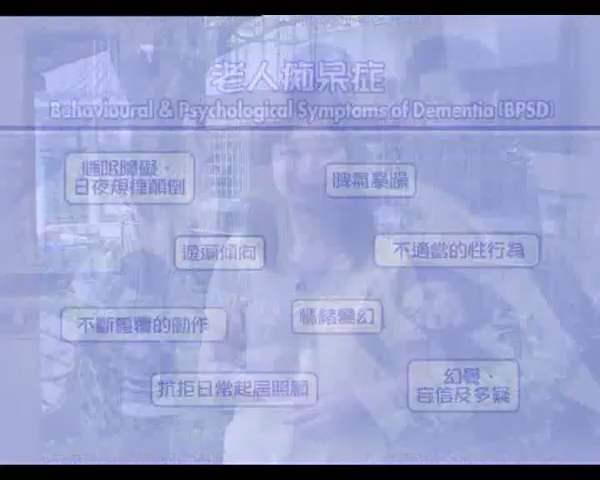 老人痴呆症
Behavioural & Psychological Symptoms of Dementia (BPSD)
睡眠障礙、
日夜規律顛倒
脾氣暴躁
遊蕩傾向
不適當的性行為
不斷重覆的動作
情緒變幻
抗拒日常起居照顧
幻覺、
妄信及多疑